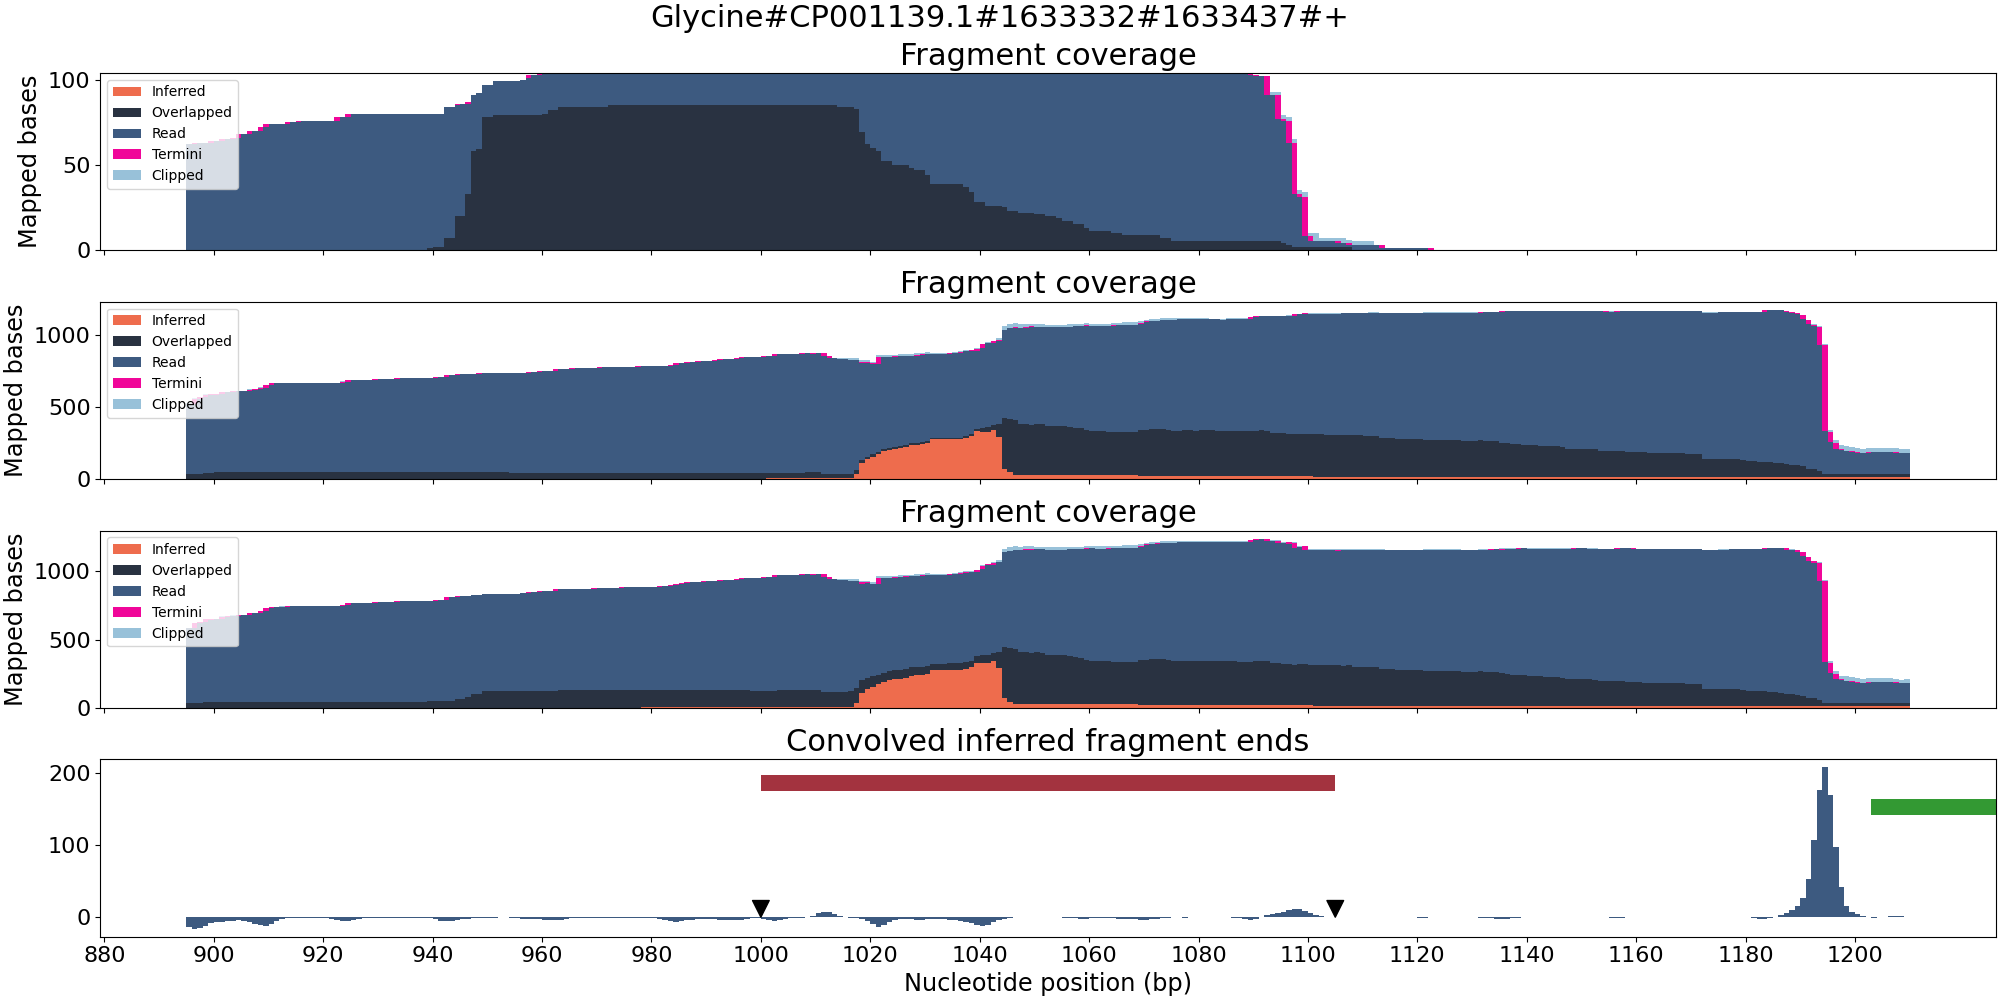 Glycine#CP001139.1#1633332#1633437#+
Fragment coverage
Mapped bases
100
50
0
Inferred
Overlapped
Read
Termini
Clipped
Fragment coverage
Mapped bases
1000
500
0
Inferred
Overlapped
Read
Termini
Clipped
Fragment coverage
Mapped bases
1000
500
0
Inferred
Overlapped
Read
Termini
Clipped
Convolved inferred fragment ends
200
100
0
880 900 920 940 960 980 1000 1020 1040 1060 1080 1100 1120 1140 1160 1180 1200
Nucleotide position (bp)